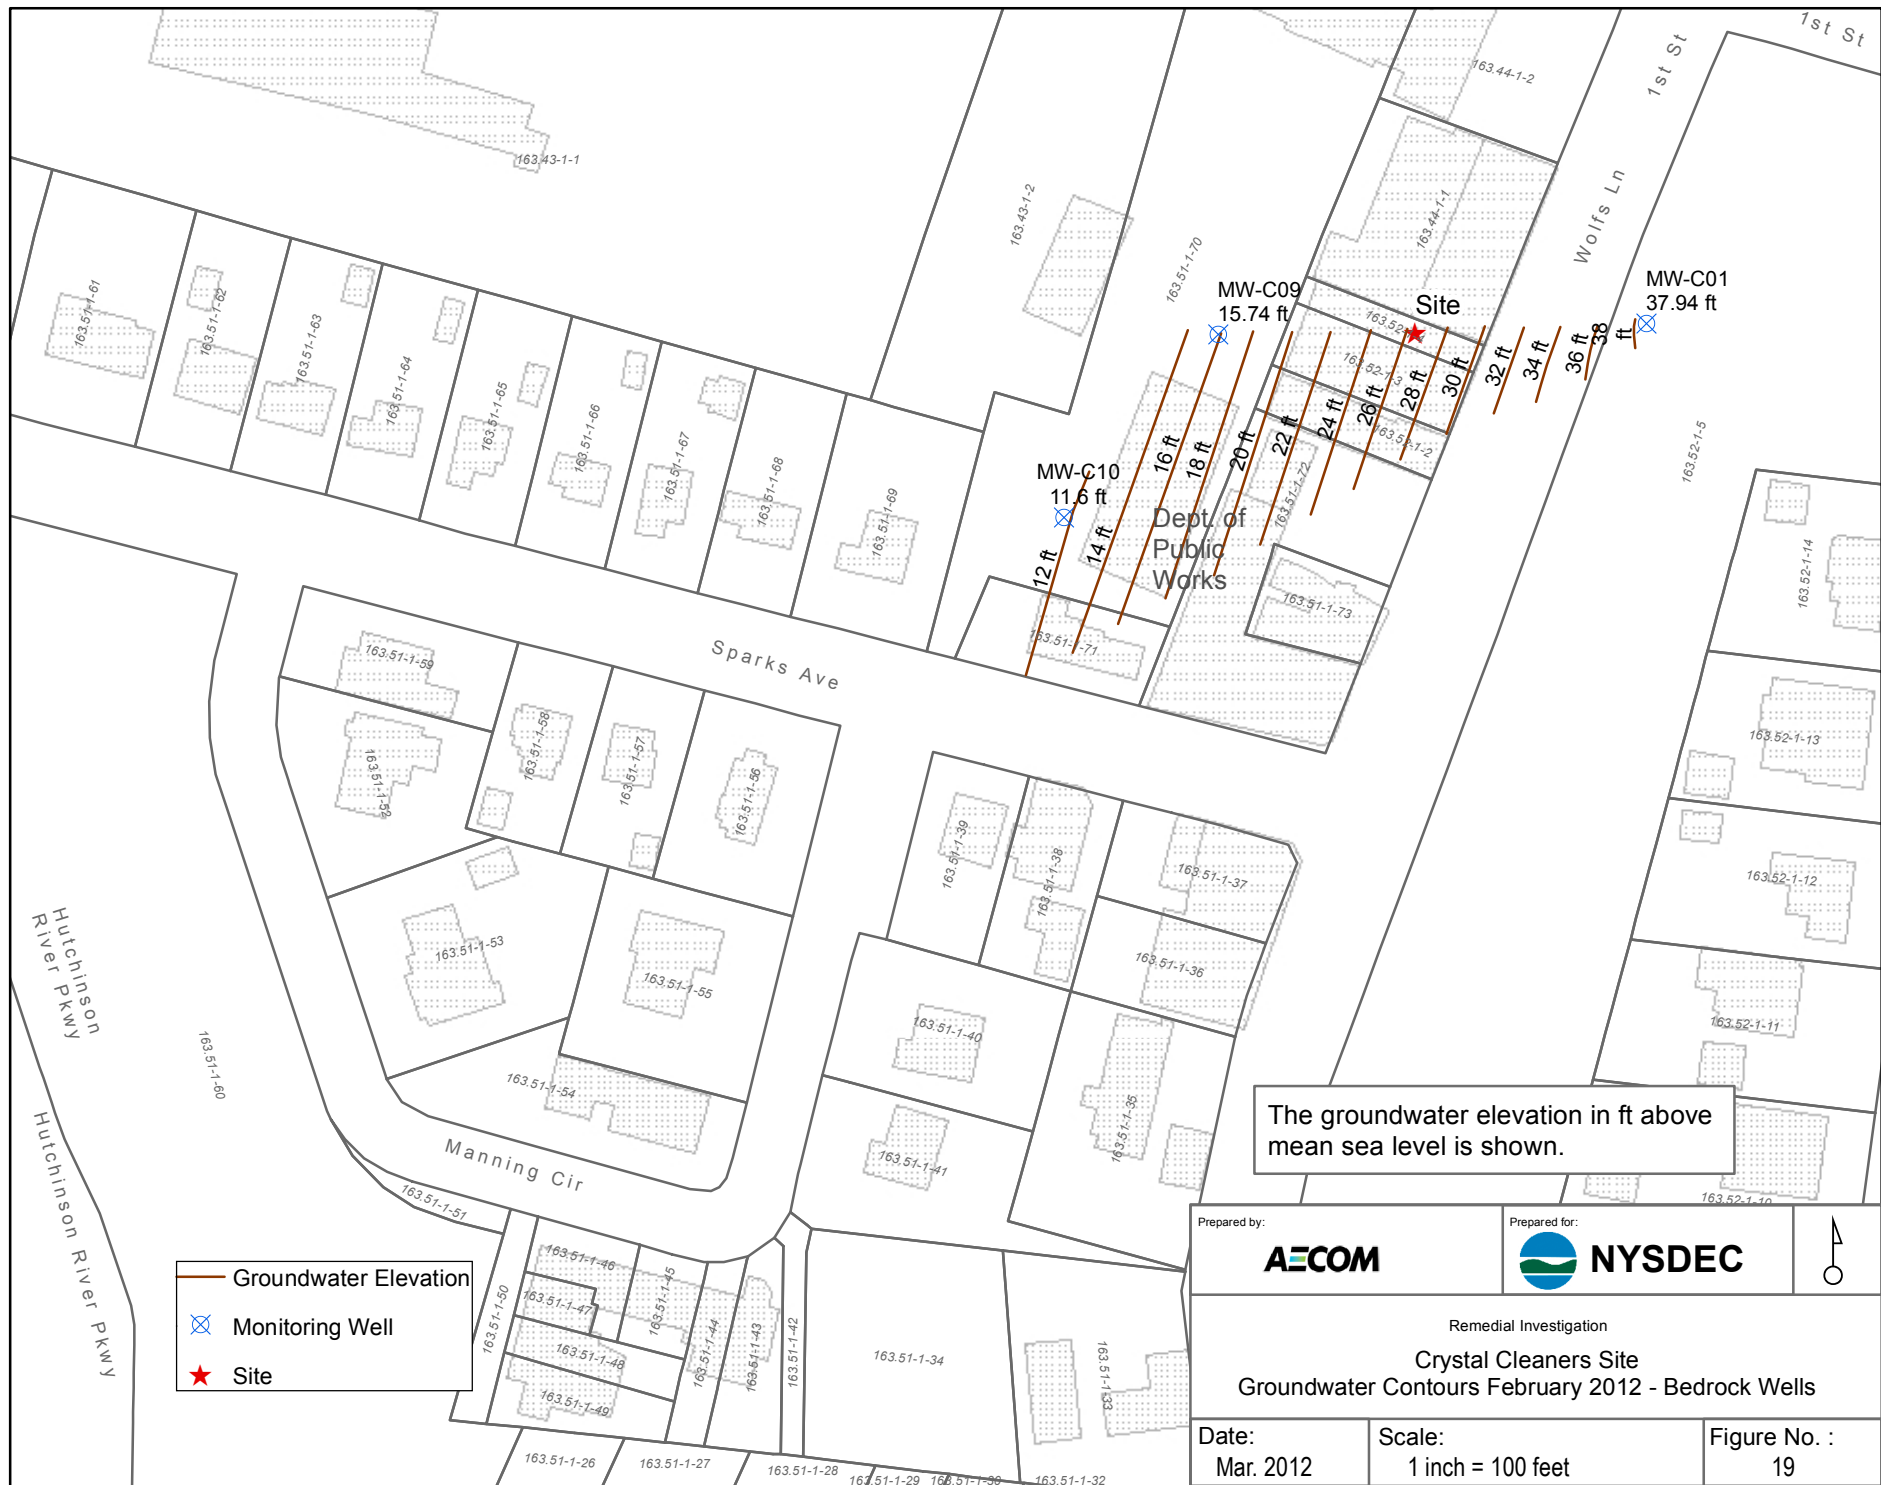 1st St
1st St
163.44-1-2
163.43-1-1
163.43-1-2
163.44-1-1
Wolfs Ln
163.51-1-70
163.51-1-61
163.51-1-62
163.51-1-63
163.51-1-64
163.51-1-65
163.51-1-66
163.51-1-67
163.51-1-68
163.51-1-69
MW-C09
15.74 ft
MW-C01
37.94 ft
Site
163.52-1-3
163.52-1-2
163.52-1-5
MW-C10
11.6 ft
12 ft
14 ft
16 ft
18 ft
20 ft
22 ft
24 ft
26 ft
28 ft
30 ft
32 ft
34 ft
36 ft
38
ft
Dept. of
Public
Works
163.51-1-72
163.51-1-73
163.51-1-71
163.52-1-14
163.52-1-13
163.52-1-12
163.52-1-11
163.52-1-10
Sparks Ave
163.51-1-59
163.51-1-58
163.51-1-57
163.51-1-56
163.51-1-52
163.51-1-53
163.51-1-55
163.51-1-54
163.51-1-39
163.51-1-38
163.51-1-37
163.51-1-36
163.51-1-40
163.51-1-41
163.51-1-35
Hutchinson
River Pkwy
163.51-1-60
Hutchinson River Pkwy
Manning Cir
163.51-1-51
163.51-1-50
163.51-1-46
163.51-1-47
163.51-1-45
163.51-1-48
163.51-1-49
163.51-1-44
163.51-1-43
163.51-1-42
163.51-1-34
163.51-1-33
163.51-1-26
163.51-1-27
163.51-1-28
163.51-1-29
163.51-1-30
163.51-1-32
Groundwater Elevation
Monitoring Well
Site
The groundwater elevation in ft above
mean sea level is shown.
Prepared by:
AECOM
Prepared for:
NYSDEC
Remedial Investigation
Crystal Cleaners Site
Groundwater Contours February 2012 - Bedrock Wells
Date:
Mar. 2012
Scale:
1 inch = 100 feet
Figure No. :
19